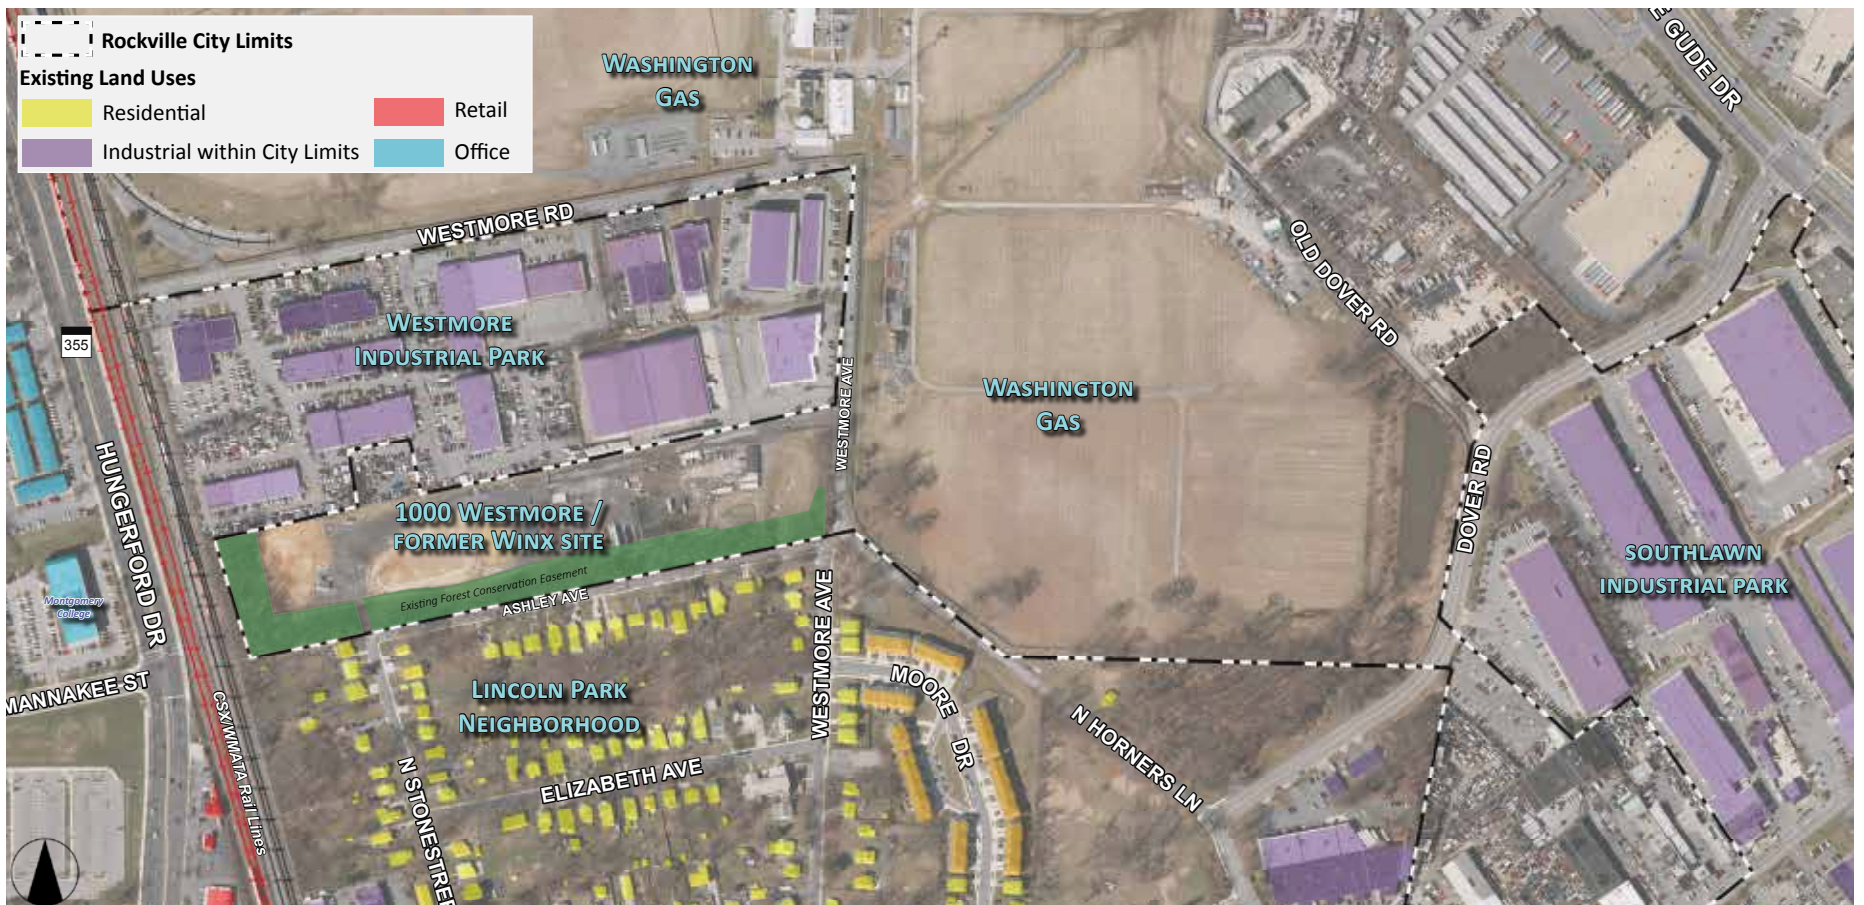 Rockville City Limits
Existing Land Uses
Residential
Retail
Industrial within City Limits
Office
WASHINGTON
GAS
E GUDE DR
WESTMORE RD
OLD DOVER RD
355
WESTMORE
INDUSTRIAL PARK
WESTMORE AVE
WASHINGTON
GAS
HUNGERFORD DR
DOVER RD
1000 WESTMORE /
FORMER WINX SITE
SOUTHLAWN
INDUSTRIAL PARK
Existing Forest Conservation Easement
ASHLEY AVE
Montgomery
College
WESTMORE AVE
MANNAKEE ST
LINCOLN PARK
NEIGHBORHOOD
MOORE DR
N HORNERS LN
CSX/WMATA Rail Lines
N STONESTREE
ELIZABETH AVE